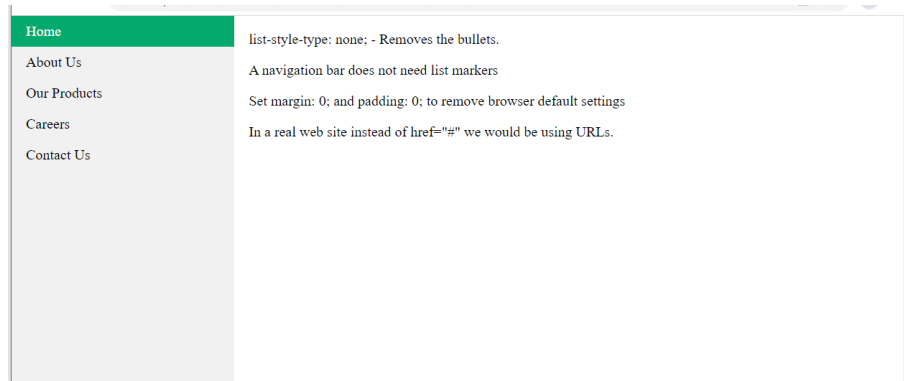 Home
About Us
Our Products
Careers
Contact Us
list-style-type: none; - Removes the bullets.
A navigation bar does not need list markers
Set margin: 0; and padding: 0; to remove browser default settings
In a real web site instead of href="#" we would be using URLs.